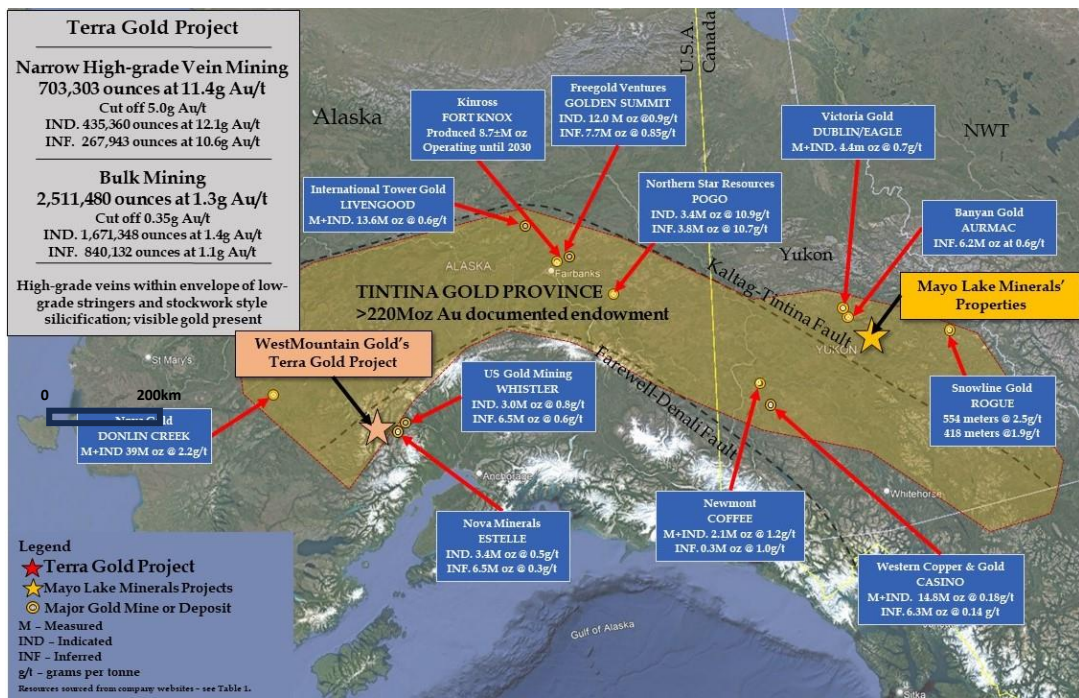 Terra Gold Project
Narrow High-grade Vein Mining
703,303 ounces at 11.4g Au/t
Cut off 5.0g Au/t
IND. 435,360 ounces at 12.1g Au/t
INF. 267,943 ounces at 10.6g Au/t
Bulk Mining
2,511,480 ounces at 1.3g Au/t
Cut off 0.35g Au/t
IND. 1,671,348 ounces at 1.4g Au/t
INF. 840,132 ounces at 1.1g Au/t
High-grade veins within envelope of low-
grade stringers and stockwork style
silicification; visible gold present
U.S.A.
Canada
Alaska
NWT
Yukon
Kinross
FORT KNOX
Produced 8.7±M oz
Operating until 2030
Freegold Ventures
GOLDEN SUMMIT
IND. 12.0 M oz @0.9g/t
INF. 7.7M oz @ 0.85g/t
Victoria Gold
DUBLIN/EAGLE
M+IND. 4.4m oz @ 0.7g/t
International Tower Gold
LIVENGOOD
M+IND. 13.6M oz @ 0.6g/t
Northern Star Resources
POGO
IND. 3.4M oz @ 10.9g/t
INF. 3.8M oz @ 10.7g/t
Banyan Gold
AURMAC
INF. 6.2M oz at 0.6g/t
Mayo Lake Minerals'
Properties
ALASKA
Fairbanks
TINTINA GOLD PROVINCE
>220Moz Au documented endowment
Kaltag-Tintina Fault
Farewell-Denali Fault
YUKON
WestMountain Gold's
Terra Gold Project
St Mary's
0 200km
Nova Gold
DONLIN CREEK
M+IND 39M oz @ 2.2g/t
US Gold Mining
WHISTLER
IND. 3.0M oz @ 0.8g/t
INF. 6.5M oz @ 0.6g/t
Snowline Gold
ROGUE
554 meters @ 2.5g/t
418 meters @1.9g/t
Anchorage
Whitehorse
Nova Minerals
ESTELLE
IND. 3.4M oz @ 0.5g/t
INF. 6.5M oz @ 0.3g/t
Newmont
COFFEE
M+IND. 2.1M oz @ 1.2g/t
INF. 0.3M oz @ 1.0g/t
Western Copper & Gold
CASINO
M+IND. 14.8M oz @ 0.18g/t
INF. 6.3M oz @ 0.14 g/t
Gulf of Alaska
Sitka
Legend
Terra Gold Project
Mayo Lake Minerals Projects
Major Gold Mine or Deposit
M – Measured
IND – Indicated
INF – Inferred
g/t – grams per tonne
Resources sourced from company websites – see Table 1.